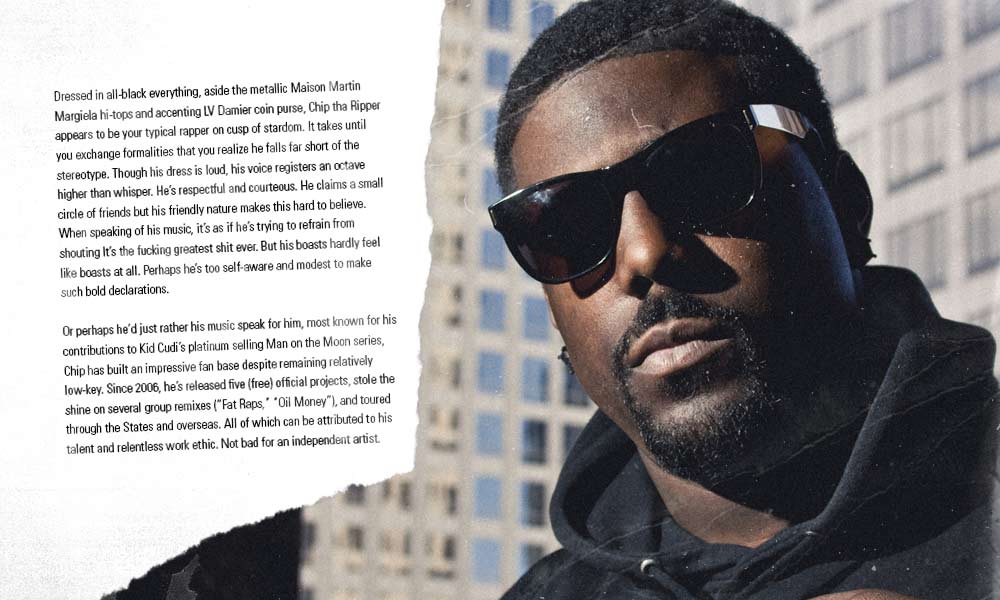 Dressed in all-black everything, aside the metallic Maison Martin
Margiela hi-tops and accenting LV Damier coin purse, Chip tha Ripper
appears to be your typical rapper on cusp of stardom. It takes until
you exchange formalities that you realize he falls far short of the
stereotype. Though his dress is loud, his voice registers an octave
higher than whisper. He's respectful and courteous. He claims a small
circle of friends but his friendly nature makes this hard to believe.
When speaking of his music, it's as if he's trying to refrain from
shouting It's the fucking greatest shit ever. But his boasts hardly feel
like boasts at all. Perhaps he's too self-aware and modest to make
such bold declarations.
Or perhaps he'd just rather his music speak for him, most known for his
contributions to Kid Cudi's platinum selling Man on the Moon series,
Chip has built an impressive fan base despite remaining relatively
low-key. Since 2006, he's released five (free) official projects, stole the
shine on several group remixes ("Fat Raps," "Oil Money"), and toured
through the States and overseas. All of which can be attributed to his
talent and relentless work ethic. Not bad for an independent artist.